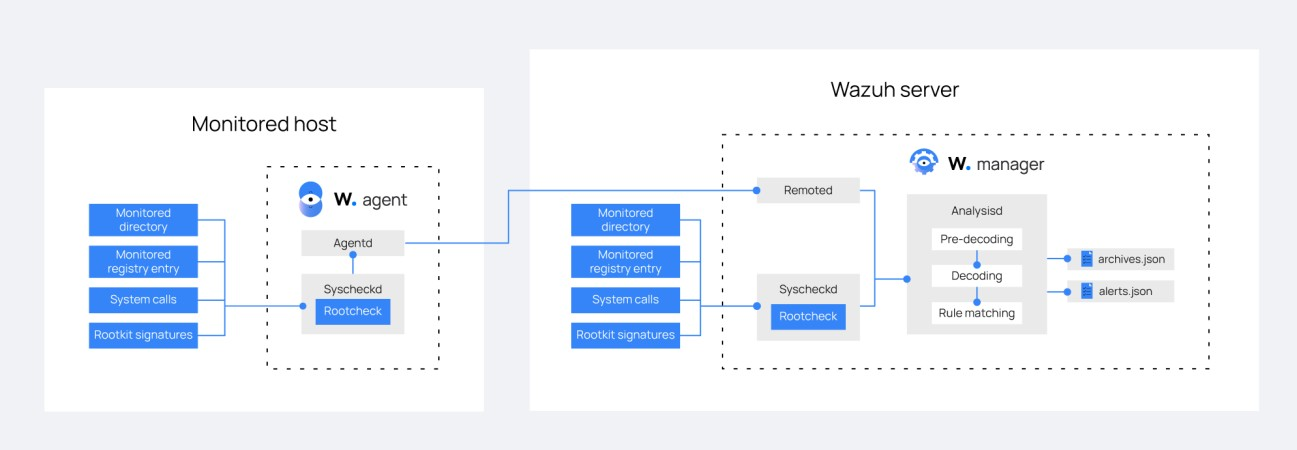 Monitored host
W. agent
Monitored
directory
Monitored
registry entry
System calls
Rootkit signatures
Agentd
Syscheckd
Rootcheck
Wazuh server
W. manager
Monitored
directory
Monitored
registry entry
System calls
Rootkit signatures
Remoted
Syscheckd
Rootcheck
Analysisd
Pre-decoding
Decoding
Rule matching
archives.json
alerts.json